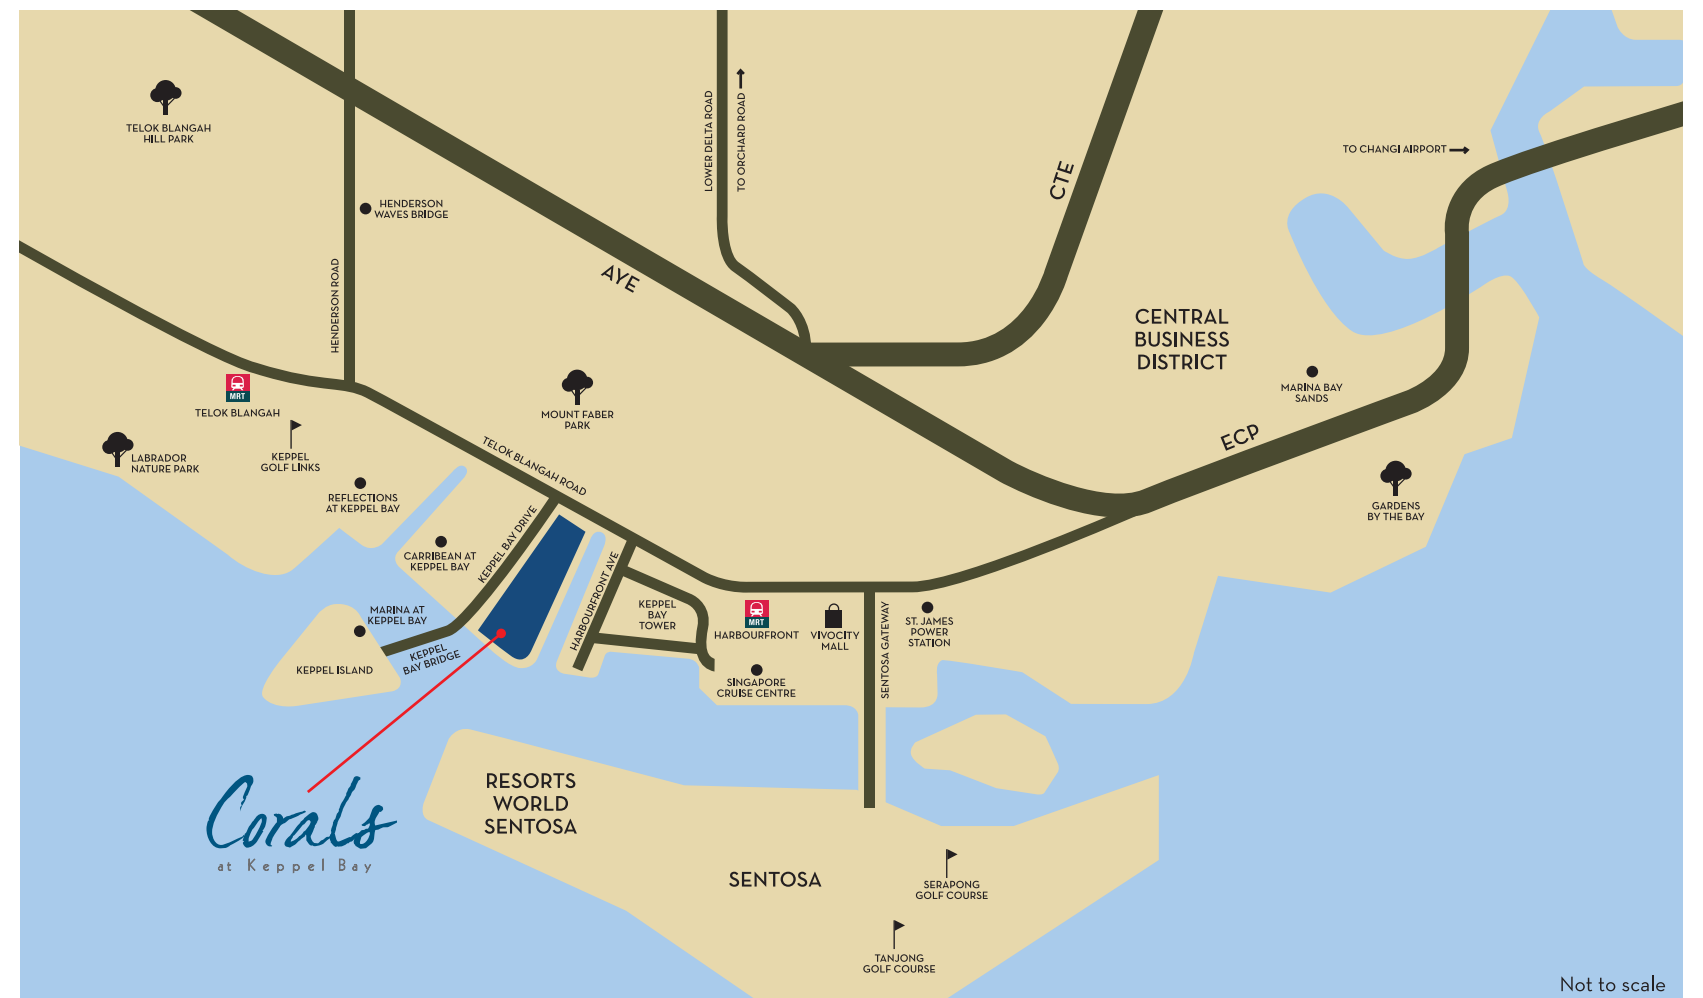 TELOK BLANGAH
HILL PARK
HENDERSON
WAVES BRIDGE
HENDERSON ROAD
LOWER DELTA ROAD
TO ORCHARD ROAD
AYE
CTE
TO CHANGI AIRPORT
CENTRAL
BUSINESS
DISTRICT
MARINA BAY
SANDS
ECP
GARDENS
BY THE BAY
MRT
TELOK BLANGAH
MOUNT FABER
PARK
LABRADOR
NATURE PARK
KEPPEL
GOLF LINKS
TELOK BLANGAH ROAD
REFLECTIONS
AT KEPPEL BAY
CARRIBEAN AT
KEPPEL BAY
KEPPEL BAY DRIVE
HARBOURFRONT AVE
MARINA AT
KEPPEL BAY
KEPPEL ISLAND
KEPPEL
BAY BRIDGE
KEPPEL
BAY
TOWER
MRT
HARBOURFRONT
VIVOCITY
MALL
SENTOSA GATEWAY
ST. JAMES
POWER
STATION
SINGAPORE
CRUISE CENTRE
Corals
at Keppel Bay
RESORTS
WORLD
SENTOSA
SENTOSA
SERAPONG
GOLF COURSE
TANJONG
GOLF COURSE
Not to scale